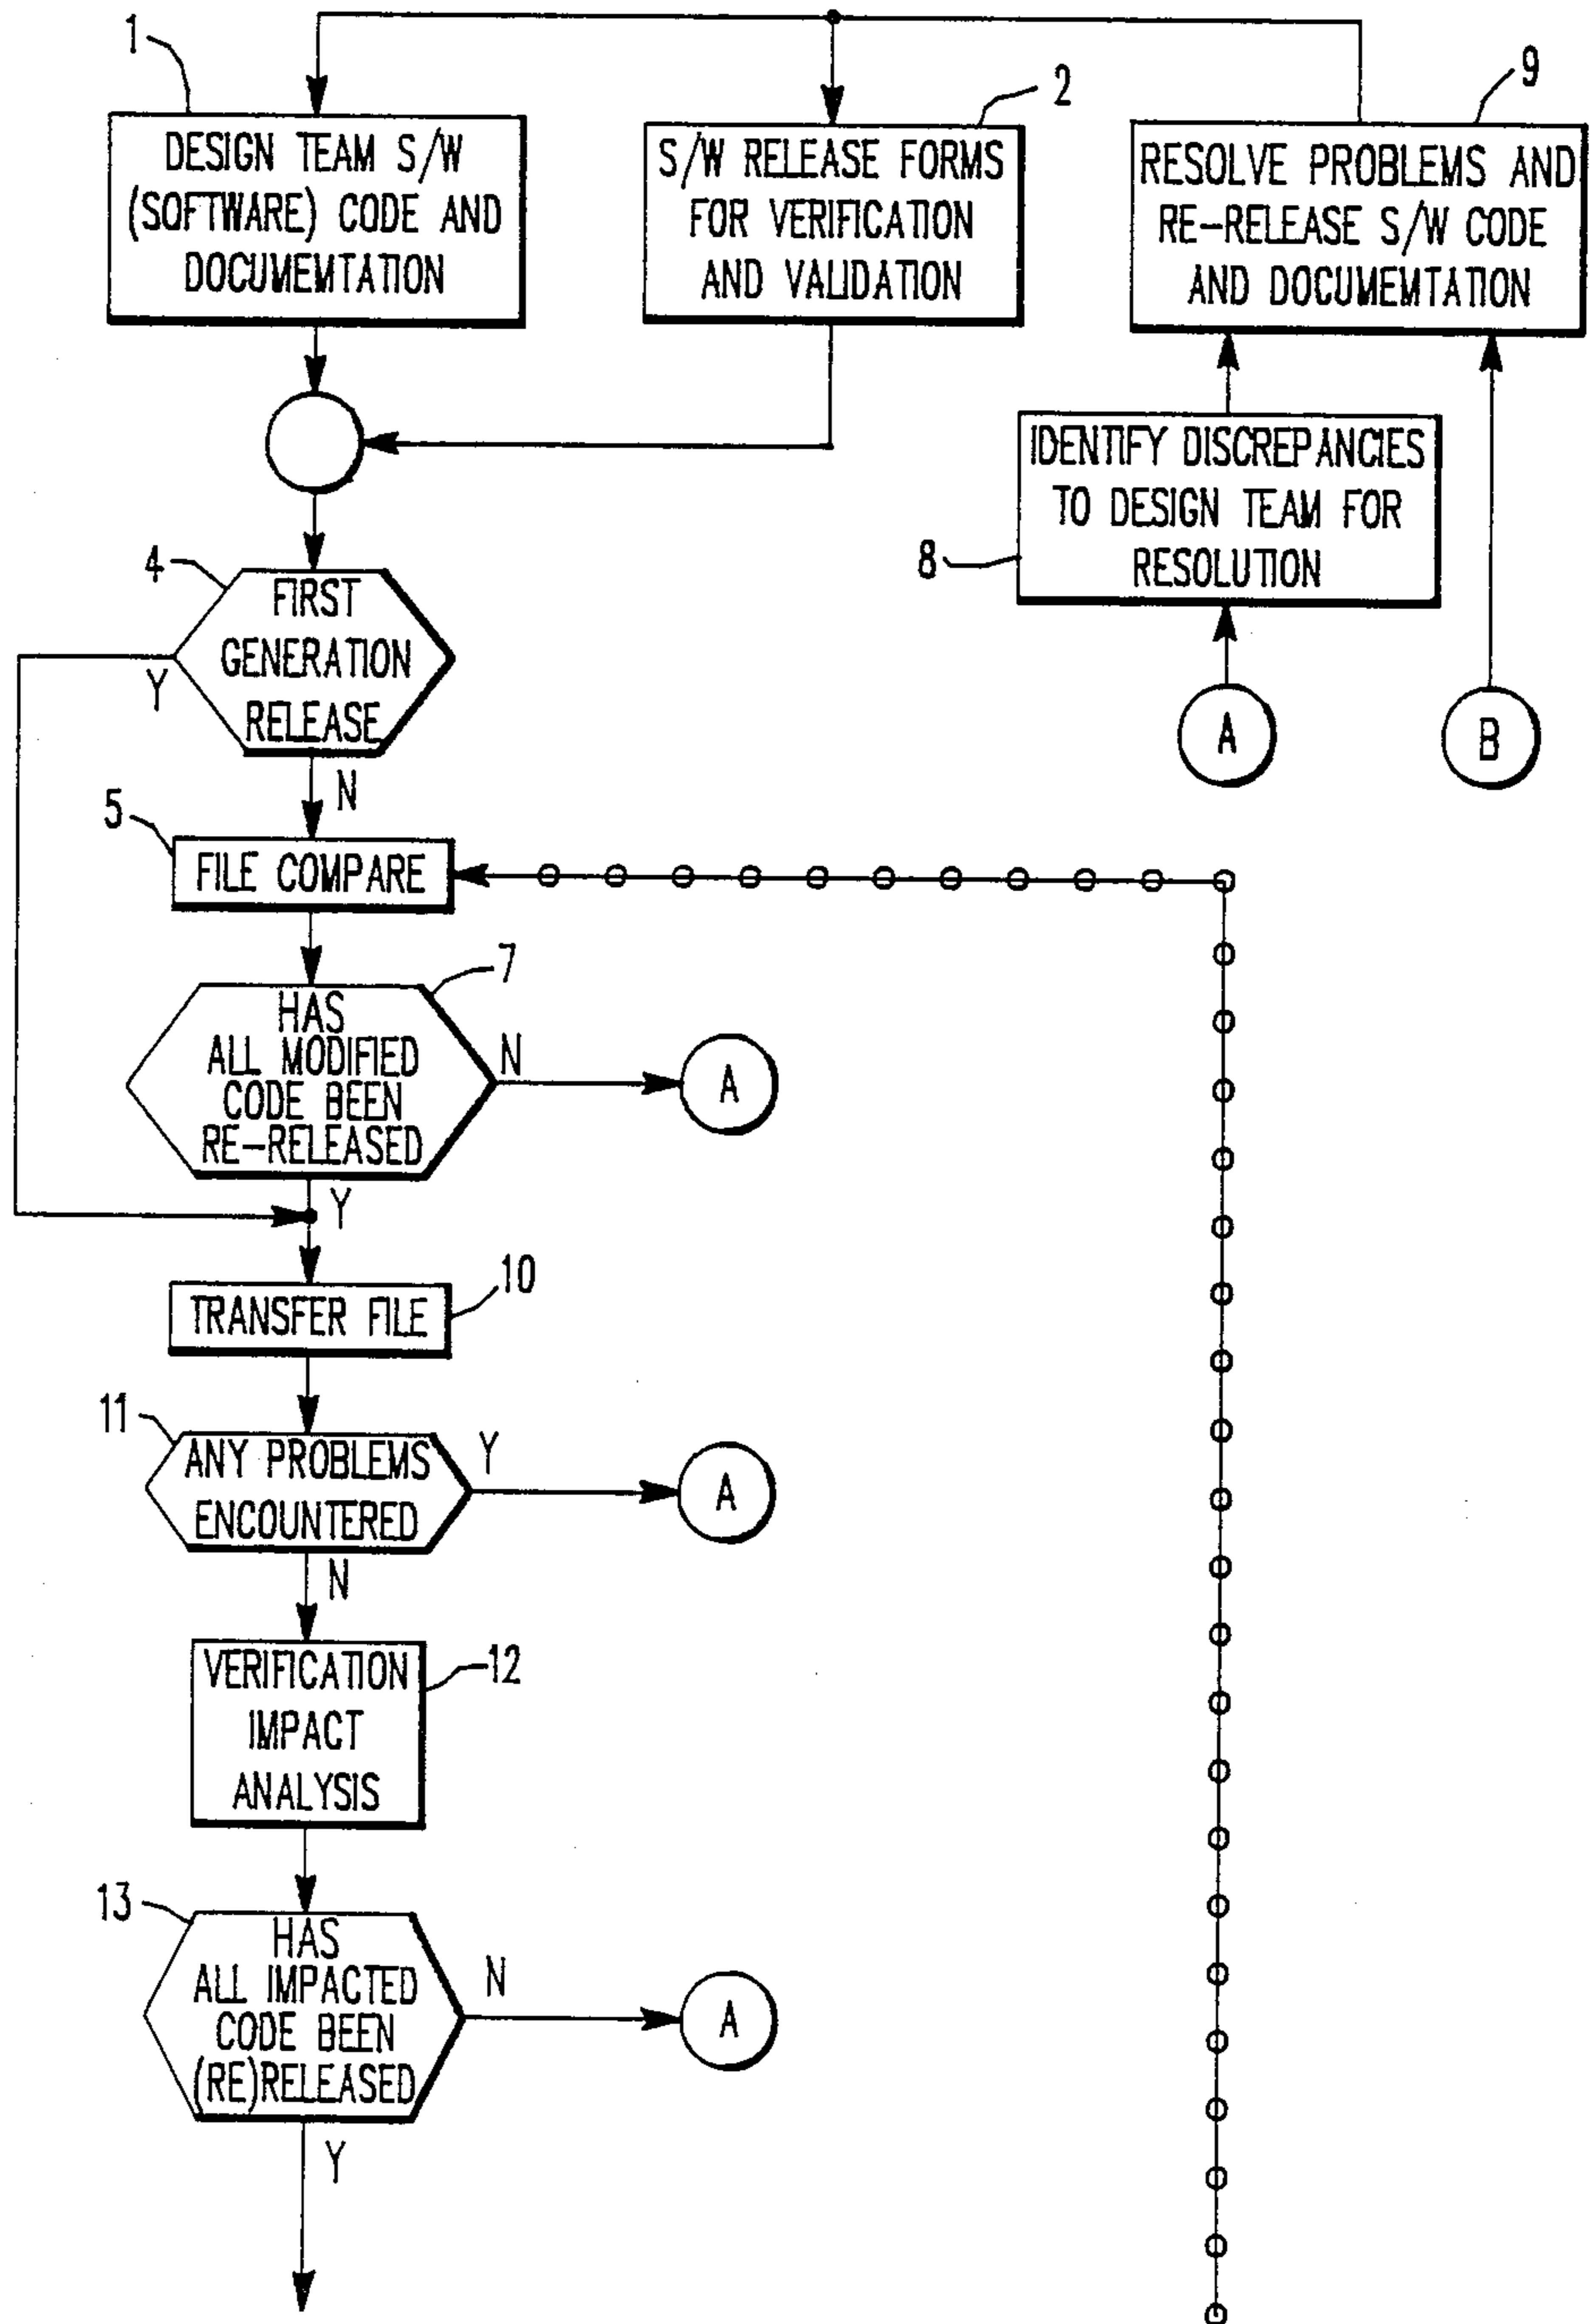 1
DESIGN TEAM S/W
(SOFTWARE) CODE AND
DOCUMEMTATION
2
S/W RELEASE FORMS
FOR VERIFICATION
AND VALIDATION
9
RESOLVE PROBLEMS AND
RE-RELEASE S/W CODE
AND DOCUMEMTATION
8
IDENTIFY DISCREPANCIES
TO DESIGN TEAM FOR
RESOLUTION
A
B
4
FIRST
GENERATION
RELEASE
Y
N
5
FILE COMPARE
7
HAS
ALL MODIFIED
CODE BEEN
RE-RELEASED
N
A
Y
TRANSFER FILE
10
11
ANY PROBLEMS
ENCOUNTERED
Y
A
N
VERIFICATION
IMPACT
ANALYSIS
12
13
HAS
ALL IMPACTED
CODE BEEN
(RE)RELEASED
N
A
Y